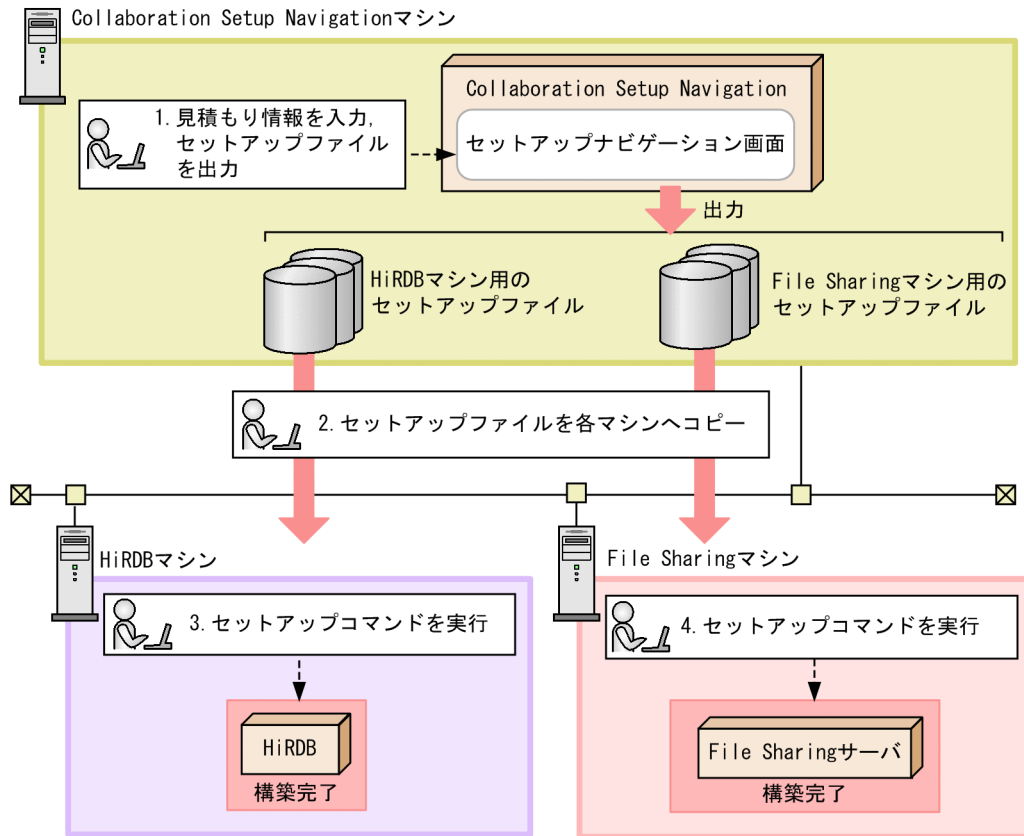 Collaboration Setup Navigationマシン
Collaboration Setup Navigation
1. 見積もり情報を入力,
セットアップファイル
を出力
セットアップナビゲーション画面
出力
HiRDBマシン用の
セットアップファイル
File Sharingマシン用の
セットアップファイル
2. セットアップファイルを各マシンへコピー
HiRDBマシン
File Sharingマシン
3. セットアップコマンドを実行
4. セットアップコマンドを実行
HiRDB
構築完了
File Sharingサーバ
構築完了